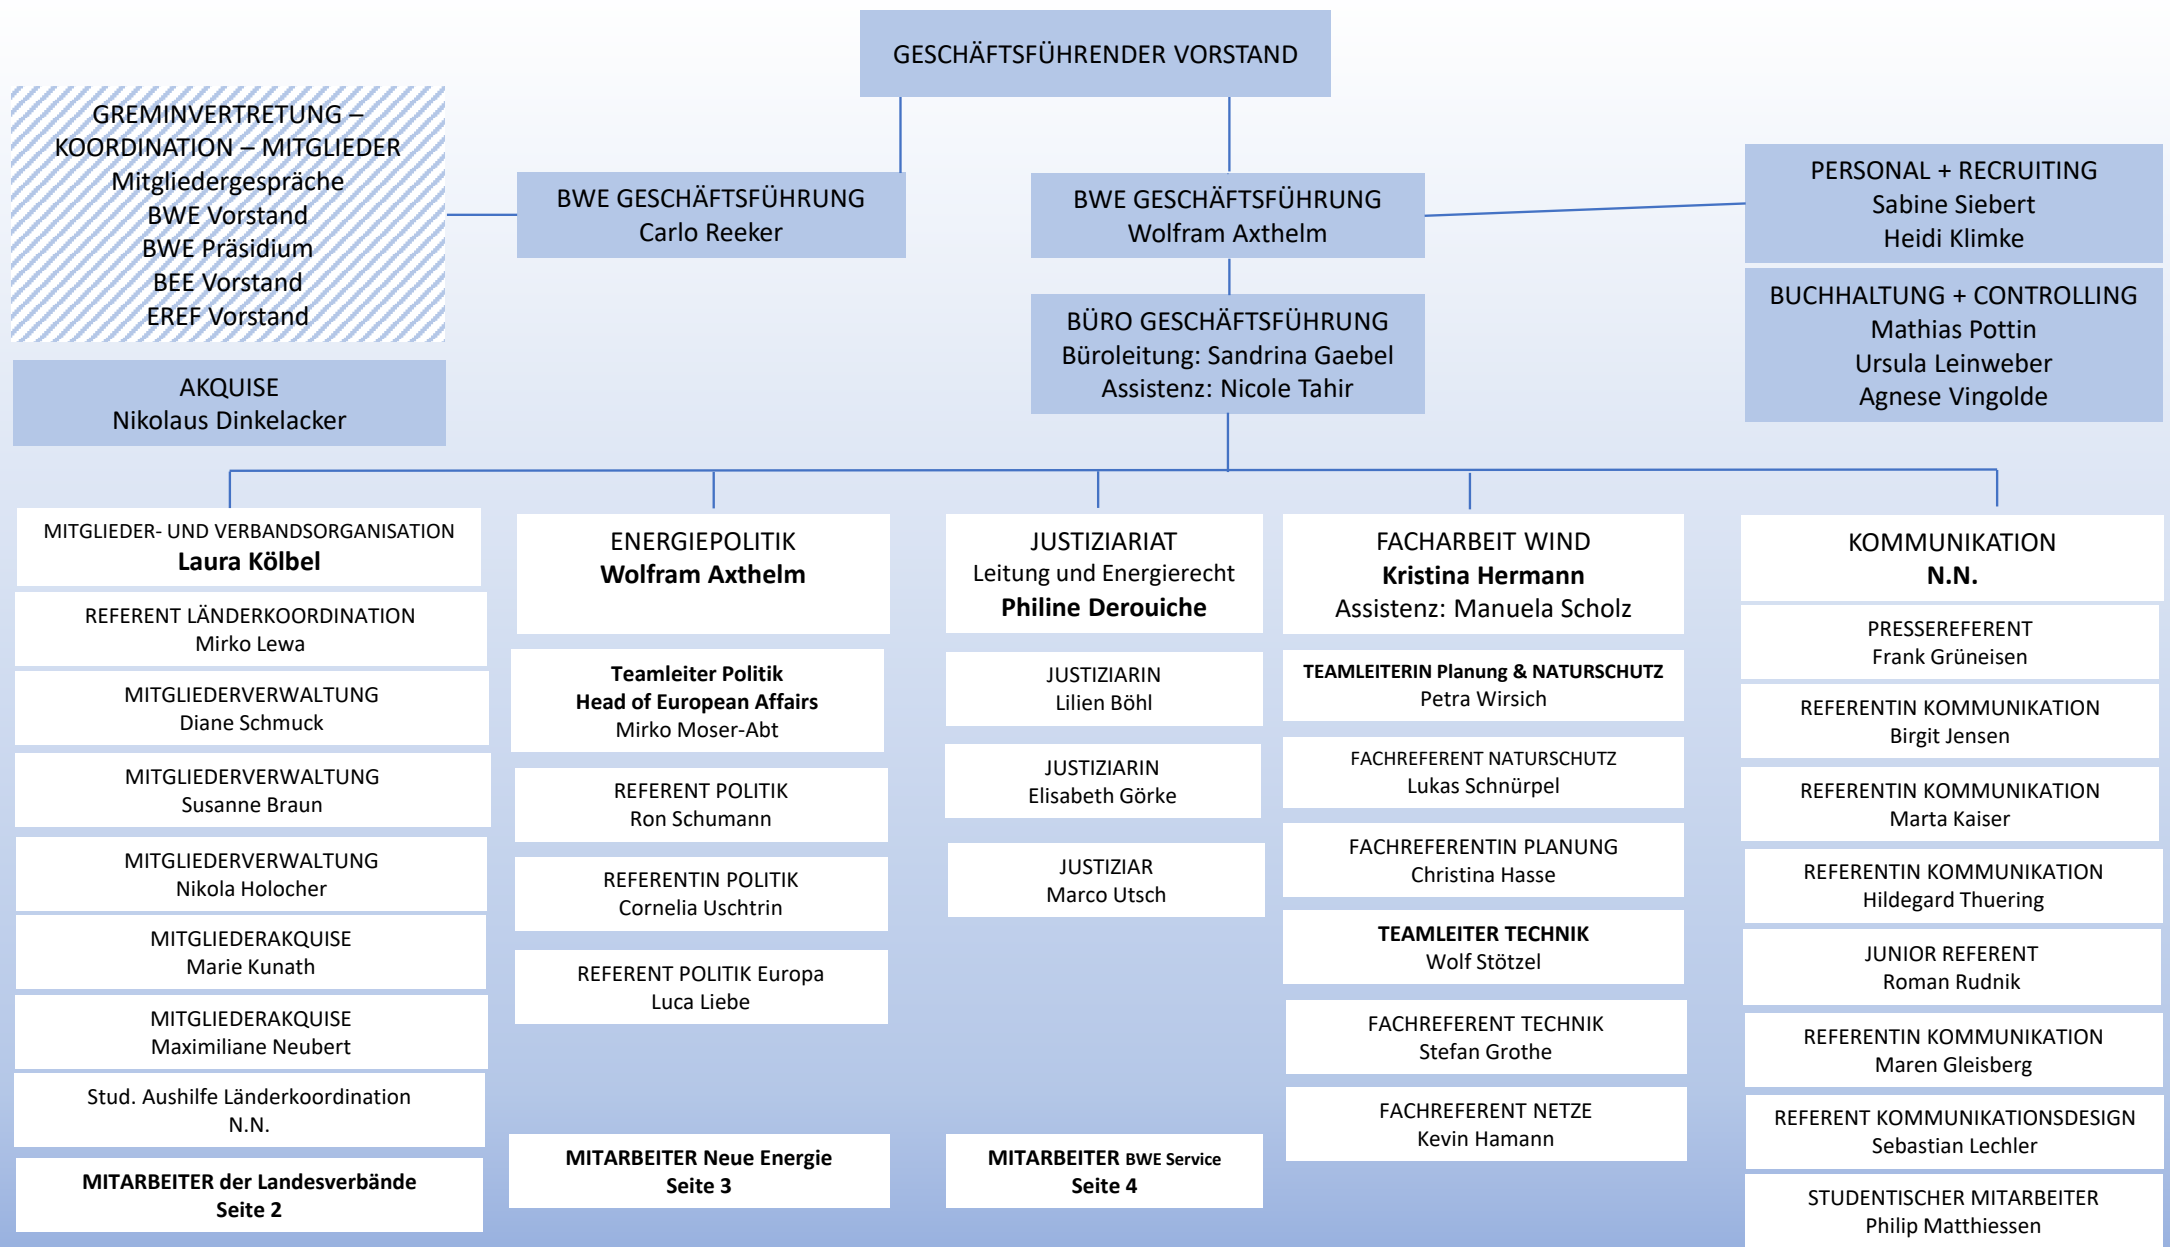 GESCHÄFTSFÜHRENDER VORSTAND
GREMINVERTRETUNG –
KOORDINATION – MITGLIEDER
Mitgliedergespräche
BWE Vorstand
BWE Präsidium
BEE Vorstand
EREF Vorstand
BWE GESCHÄFTSFÜHRUNG
Carlo Reeker
BWE GESCHÄFTSFÜHRUNG
Wolfram Axthelm
PERSONAL + RECRUITING
Sabine Siebert
Heidi Klimke
BUCHHALTUNG + CONTROLLING
Mathias Pottin
Ursula Leinweber
Agnese Vingolde
BÜRO GESCHÄFTSFÜHRUNG
Büroleitung: Sandrina Gaebel
Assistenz: Nicole Tahir
AKQUISE
Nikolaus Dinkelacker
MITGLIEDER- UND VERBANDSORGANISATION
Laura Kölbel
REFERENT LÄNDERKOORDINATION
Mirko Lewa
MITGLIEDERVERWALTUNG
Diane Schmuck
MITGLIEDERVERWALTUNG
Susanne Braun
MITGLIEDERVERWALTUNG
Nikola Holocher
MITGLIEDERAKQUISE
Marie Kunath
MITGLIEDERAKQUISE
Maximiliane Neubert
Stud. Aushilfe Länderkoordination
N.N.
MITARBEITER der Landesverbände
Seite 2
ENERGIEPOLITIK
Wolfram Axthelm
Teamleiter Politik
Head of European Affairs
Mirko Moser-Abt
REFERENT POLITIK
Ron Schumann
REFERENTIN POLITIK
Cornelia Uschtrin
REFERENT POLITIK Europa
Luca Liebe
MITARBEITER Neue Energie
Seite 3
JUSTIZIARIAT
Leitung und Energierecht
Philine Derouiche
JUSTIZIARIN
Lilien Böhl
JUSTIZIARIN
Elisabeth Görke
JUSTIZIAR
Marco Utsch
MITARBEITER BWE Service
Seite 4
FACHARBEIT WIND
Kristina Hermann
Assistenz: Manuela Scholz
TEAMLEITERIN Planung & NATURSCHUTZ
Petra Wirsich
FACHREFERENT NATURSCHUTZ
Lukas Schnürpel
FACHREFERENTIN PLANUNG
Christina Hasse
TEAMLEITER TECHNIK
Wolf Stötzel
FACHREFERENT TECHNIK
Stefan Grothe
FACHREFERENT NETZE
Kevin Hamann
KOMMUNIKATION
N.N.
PRESSEREFERENT
Frank Grüneisen
REFERENTIN KOMMUNIKATION
Birgit Jensen
REFERENTIN KOMMUNIKATION
Marta Kaiser
REFERENTIN KOMMUNIKATION
Hildegard Thuering
JUNIOR REFERENT
Roman Rudnik
REFERENTIN KOMMUNIKATION
Maren Gleisberg
REFERENT KOMMUNIKATIONSDESIGN
Sebastian Lechler
STUDENTISCHER MITARBEITER
Philip Matthiessen